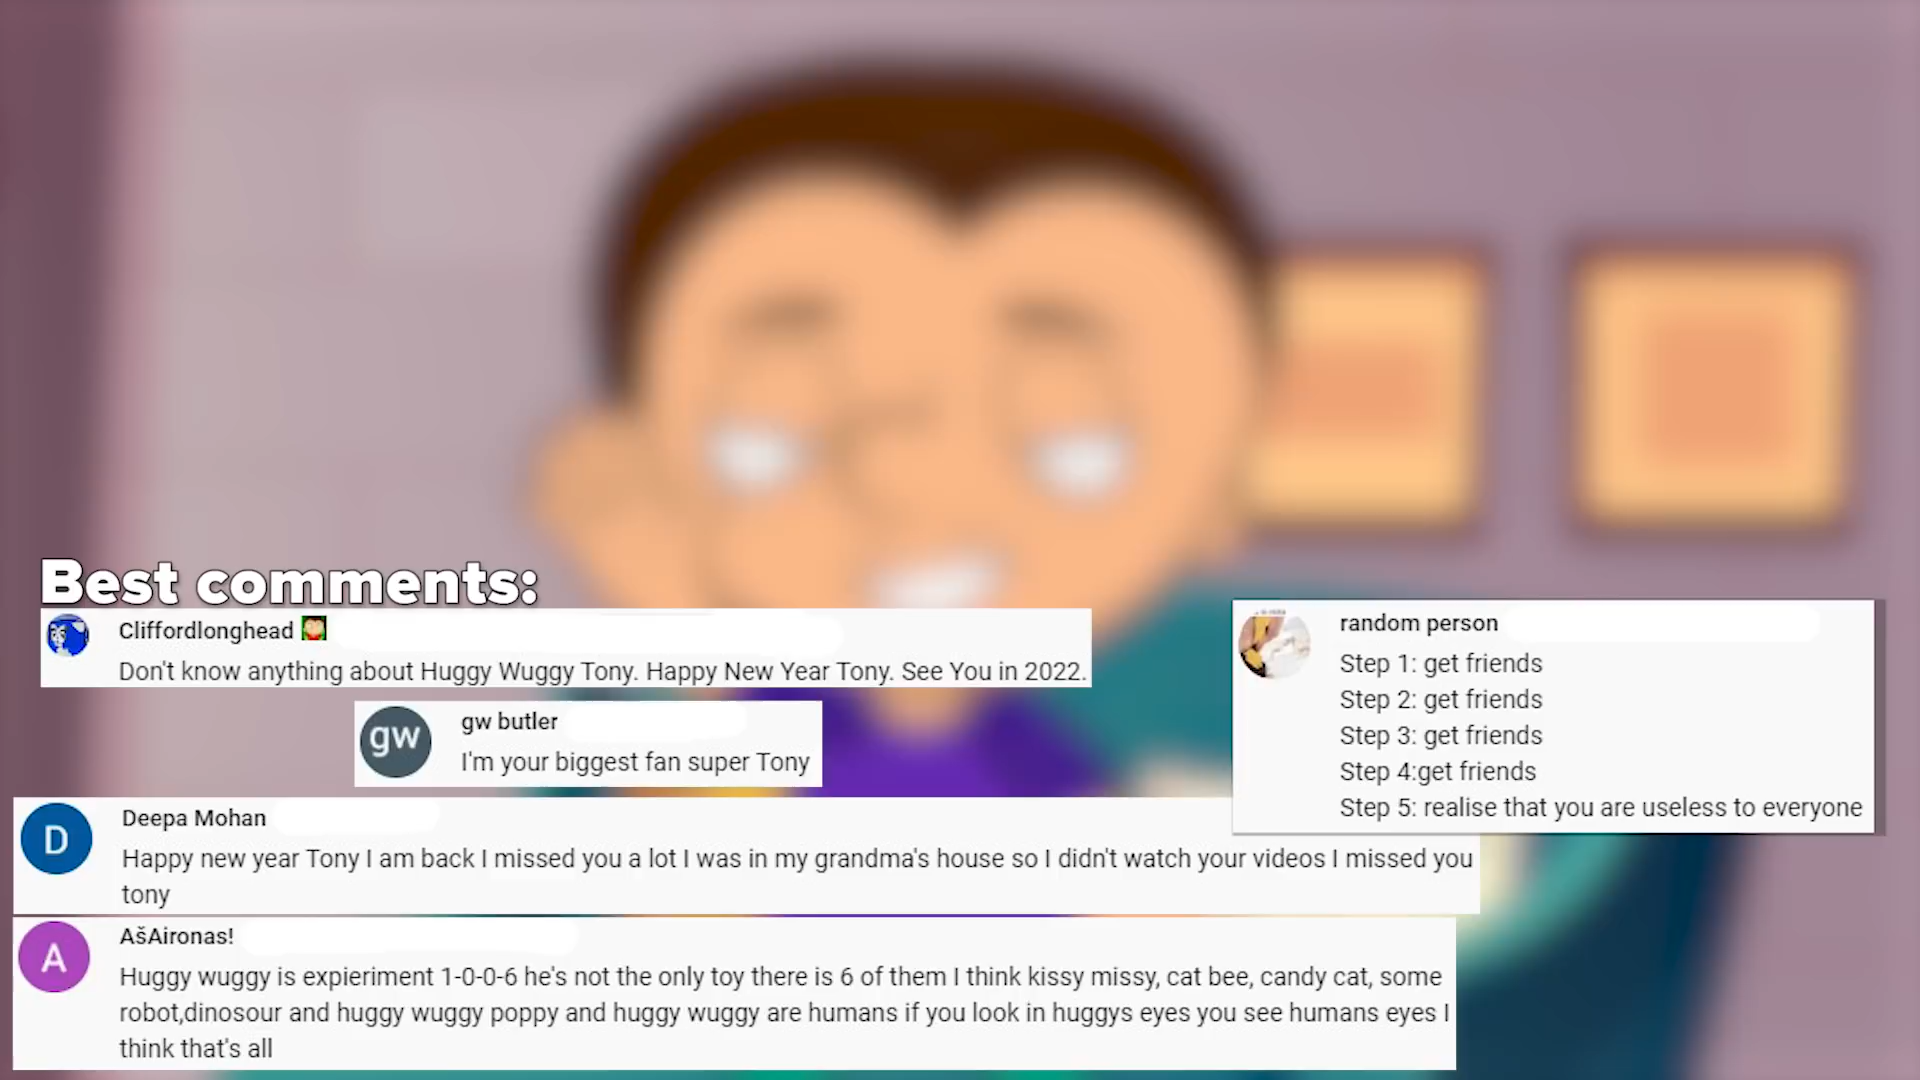 Best comments:
Cliffordlonghead
Don't know anything about Huggy Wuggy Tony. Happy New Year Tony. See You in 2022.
gw
gw butler
I'm your biggest fan super Tony
D
Deepa Mohan
Happy new year Tony I am back I missed you a lot I was in my grandma's house so I didn't watch your videos I missed you
tony
A
AšAironas!
Huggy wuggy is expieriment 1-0-0-6 he's not the only toy there is 6 of them I think kissy missy, cat bee, candy cat, some
robot,dinosour and huggy wuggy poppy and huggy wuggy are humans if you look in huggys eyes you see humans eyes I
think that's all
random person
Step 1: get friends
Step 2: get friends
Step 3: get friends
Step 4:get friends
Step 5: realise that you are useless to everyone